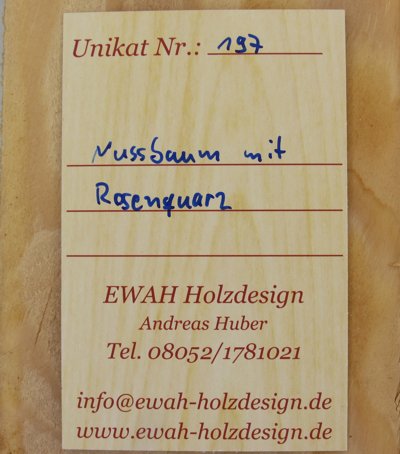 Unikat Nr.: 197
Nussbaum mit
Rosenquarz
EWAH Holzdesign
Andreas Huber
Tel. 08052/1781021
info@ewah-holzdesign.de
www.ewah-holzdesign.de